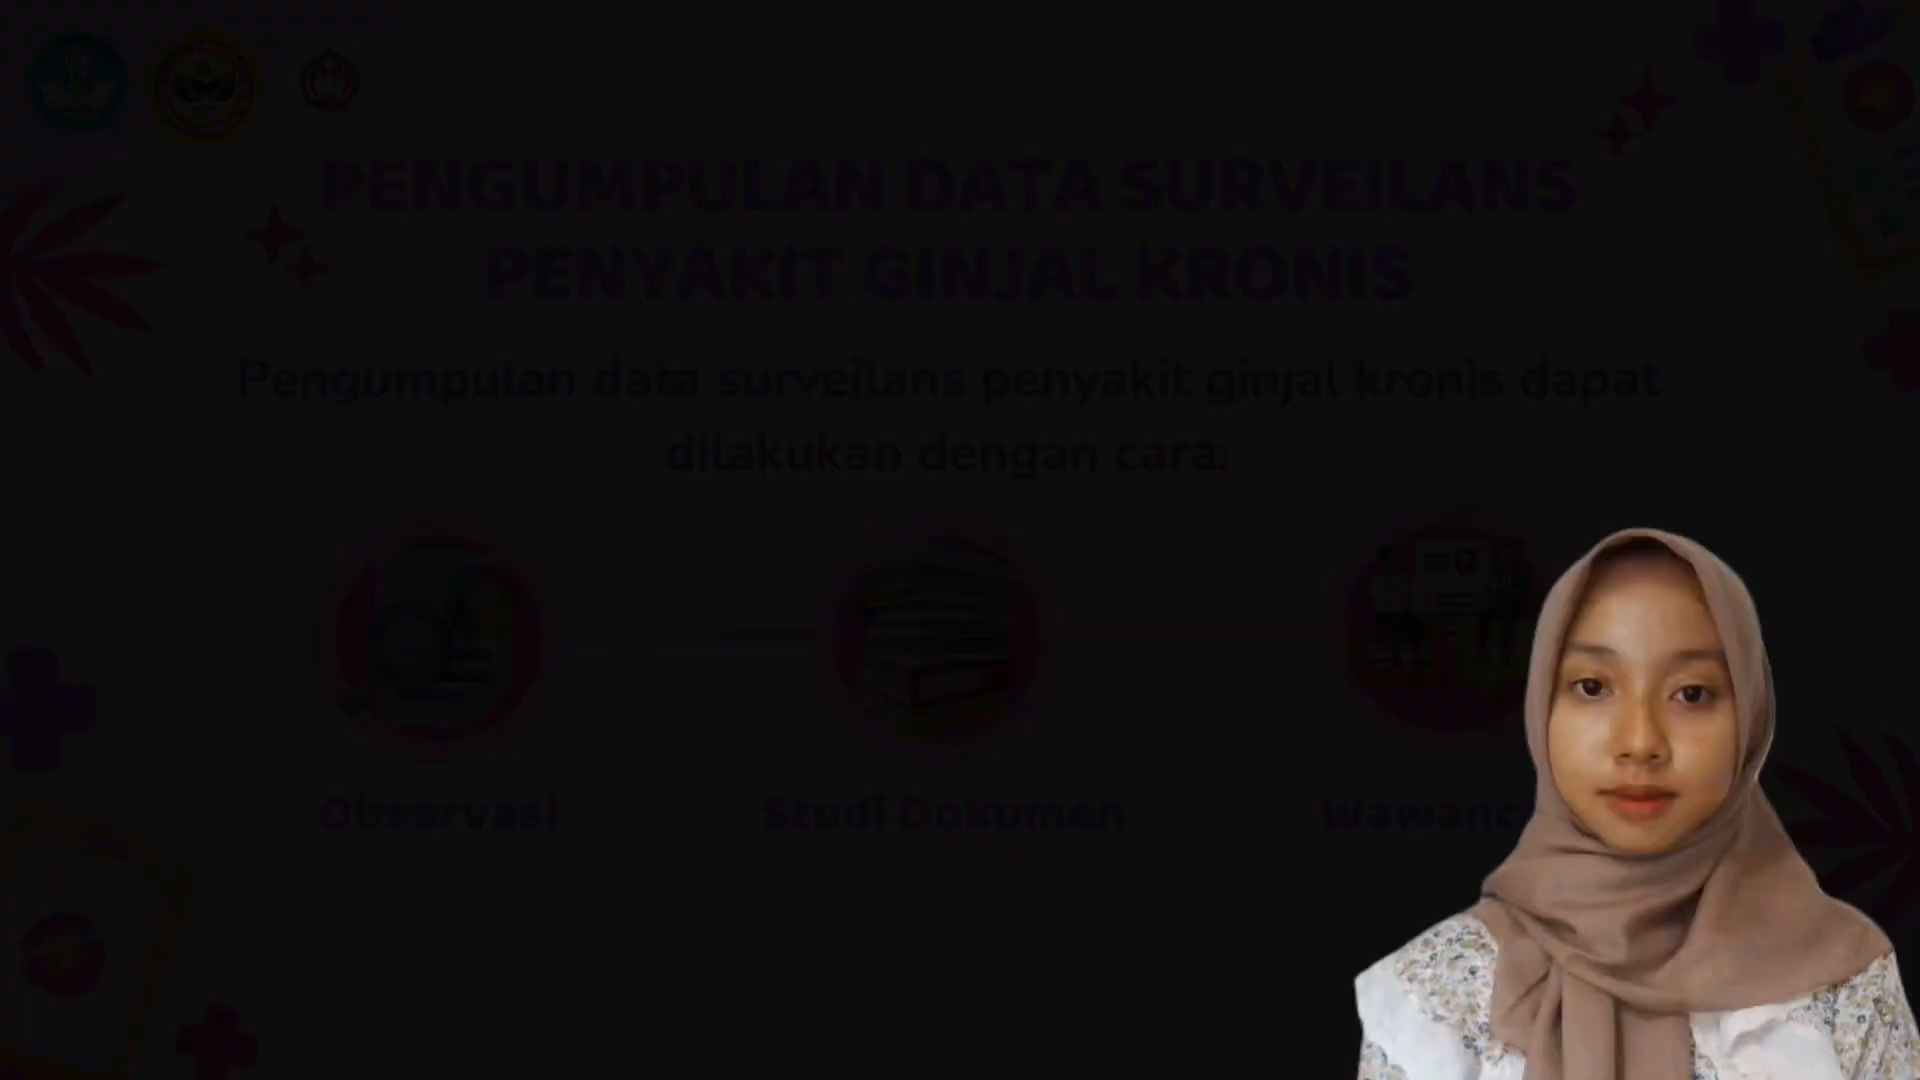 PENGUMPULAN DATA SURVEILANS
PENYAKIT GINJAL KRONIS
Pengumpulan data surveilans penyakit ginjal kronis dapat
dilakukan dengan cara:
Observasi
Studi Dokumen